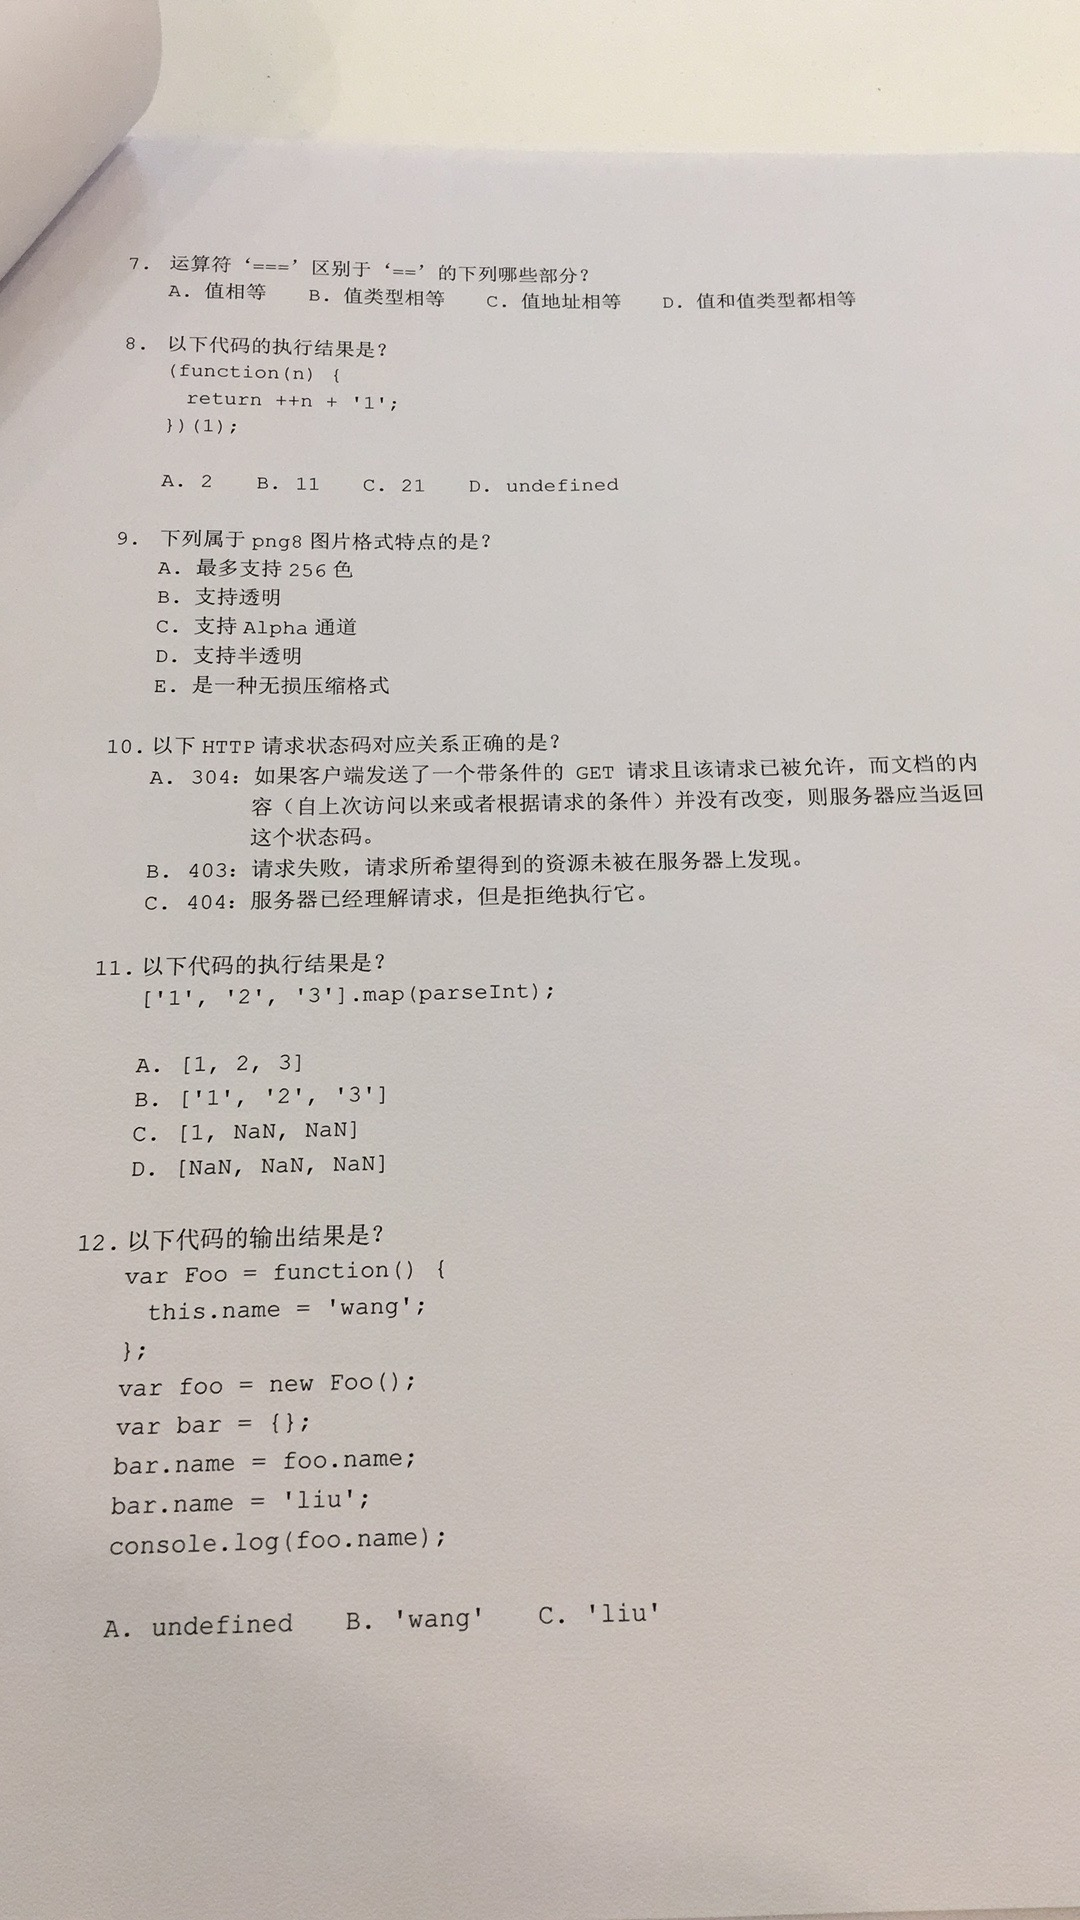 7. 运算符‘===’区别于‘==’的下列哪些部分?
A. 值相等 B. 值类型相等 C. 值地址相等 D. 值和值类型都相等
8. 以下代码的执行结果是?
(function(n) {
return ++n + '1';
})(1);
A. 2 B. 11 C. 21 D. undefined
9. 下列属于 png8 图片格式特点的是?
A. 最多支持 256 色
B. 支持透明
C. 支持 Alpha 通道
D. 支持半透明
E. 是一种无损压缩格式
10. 以下 HTTP 请求状态码对应关系正确的是?
A. 304: 如果客户端发送了一个带条件的 GET 请求且该请求已被允许，而文档的内
容（自上次访问以来或者根据请求的条件）并没有改变，则服务器应当返回
这个状态码。
B. 403: 请求失败，请求所希望得到的资源未被在服务器上发现。
C. 404: 服务器已经理解请求，但是拒绝执行它。
11. 以下代码的执行结果是?
['1', '2', '3'].map(parseInt);
A. [1, 2, 3]
B. ['1', '2', '3']
C. [1, NaN, NaN]
D. [NaN, NaN, NaN]
12. 以下代码的输出结果是?
var Foo = function() {
this.name = 'wang';
};
var foo = new Foo();
var bar = {};
bar.name = foo.name;
bar.name = 'liu';
console.log(foo.name);
A. undefined B. 'wang' C. 'liu'